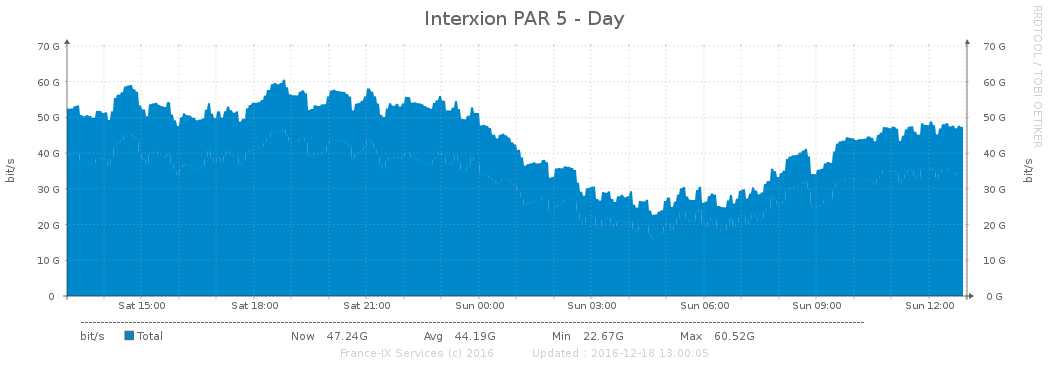 Interxion PAR 5 - Day
RRDTOOL / TOBI OETIKER
bit/s
bit/s
70 G 70 G
60 G 60 G
50 G 50 G
40 G 40 G
30 G 30 G
20 G 20 G
10 G 10 G
0 0 G
Sat 15:00 Sat 18:00 Sat 21:00 Sun 00:00 Sun 03:00 Sun 06:00 Sun 09:00 Sun 12:00
bit/s Total Now 47.24G Avg 44.19G Min 22.67G Max 60.52G
France-IX Services (c) 2016 Updated : 2016-12-18 13:00:05